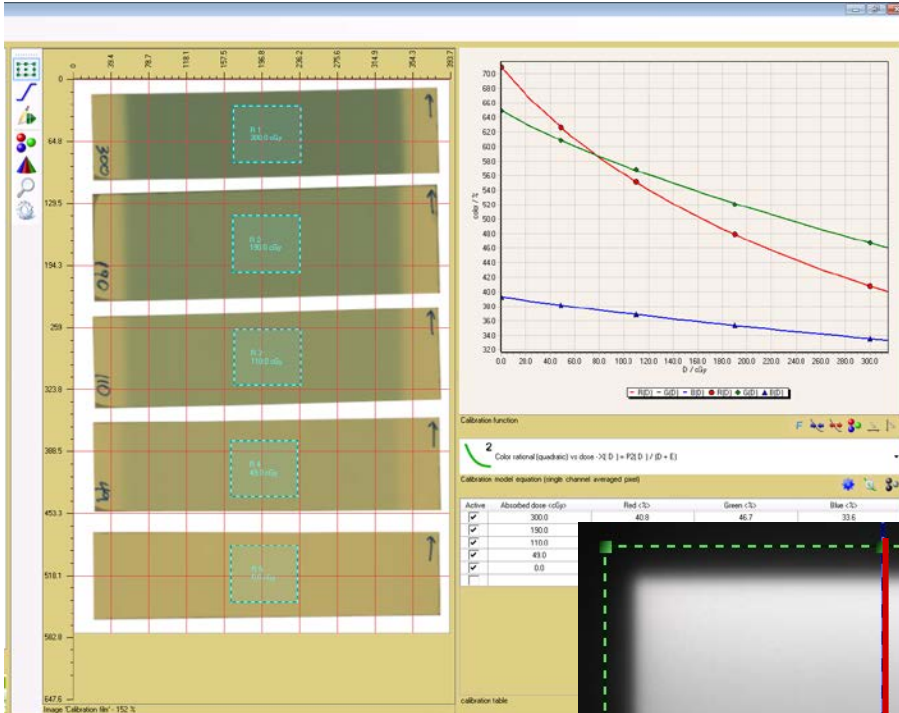 39.4 78.7 118.1 157.5 196.8 236.2 275.6 314.9 354.3 393.7
0
64.8
129.5
194.3
259
323.8
388.5
453.3
518.1
582.8
647.6
300
R 1
300.0 cGy
190
R 2
190.0 cGy
110
R 3
110.0 cGy
49
R 4
49.0 cGy
R 5
0.0 cGy
Image 'Calibration film' - 152 %
color / %
70.0
68.0
66.0
64.0
62.0
60.0
58.0
56.0
54.0
52.0
50.0
48.0
46.0
44.0
42.0
40.0
38.0
36.0
34.0
32.0
0.0 20.0 40.0 60.0 80.0 100.0 120.0 140.0 160.0 180.0 200.0 220.0 240.0 260.0 280.0 300.0
D / cGy
R(D) G(D) B(D) R(D) G(D) B(D)
Calibration function
F
2 Color rational (quadratic) vs dose - X( D ) = P2( D ) / (D + E)
Calibration model equation (single channel averaged pixel)
Active Absorbed dose <cGy> Red <%> Green <%> Blue <%>
300.0 40.8 46.7 33.6
190.0
110.0
49.0
0.0
calibration table